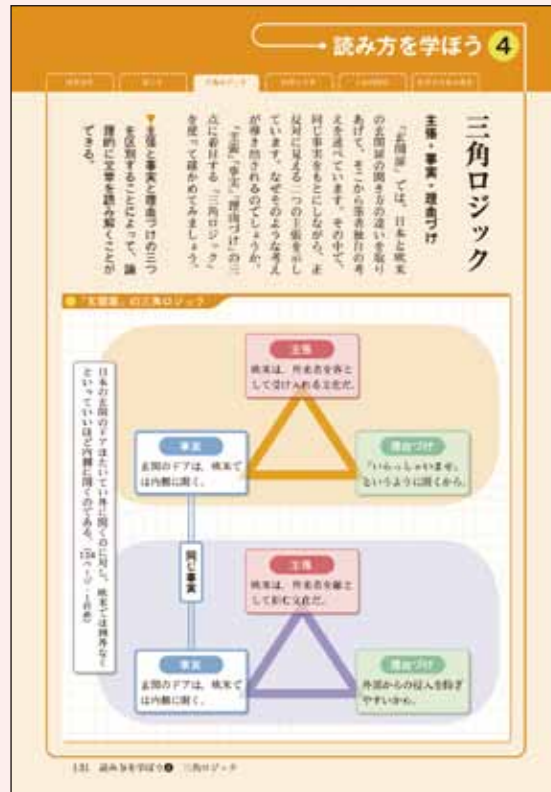 読み方を学ぼう 4
三角ロジック
主張・事実・理由づけ
『玄関扉』では、日本と欧米
の玄関扉の開き方の違いを取り
あげて、そこから筆者独自の考
えを述べています。その中で、
同じ事実をもとにしながら、正
反対に見える二つの主張を示し
ています。なぜそのような考え
が導き出されるのでしょうか。
「主張」「事実」「理由づけ」の三
点に着目する「三角ロジック」
を使って確かめてみましょう。
▼主張と事実と理由づけの三つ
を区別することによって、論
理的に文章を読み解くことが
できる。
『玄関扉』の三角ロジック
主張
欧米は、外来者を客と
して受け入れる文化だ。
事実
玄関のドアは、欧米で
は内側に開く。
理由づけ
「いらっしゃいませ」
というように開くから。
同じ事実
主張
欧米は、外来者を敵と
して拒む文化だ。
事実
玄関のドアは、欧米で
は内側に開く。
理由づけ
外部からの侵入を防ぎ
やすいから。
日本の玄関のドアはたいてい外に開くのに対し、欧米では例外なく
といっていいほど内側に開くのである。
131 読み方を学ぼう4 三角ロジック